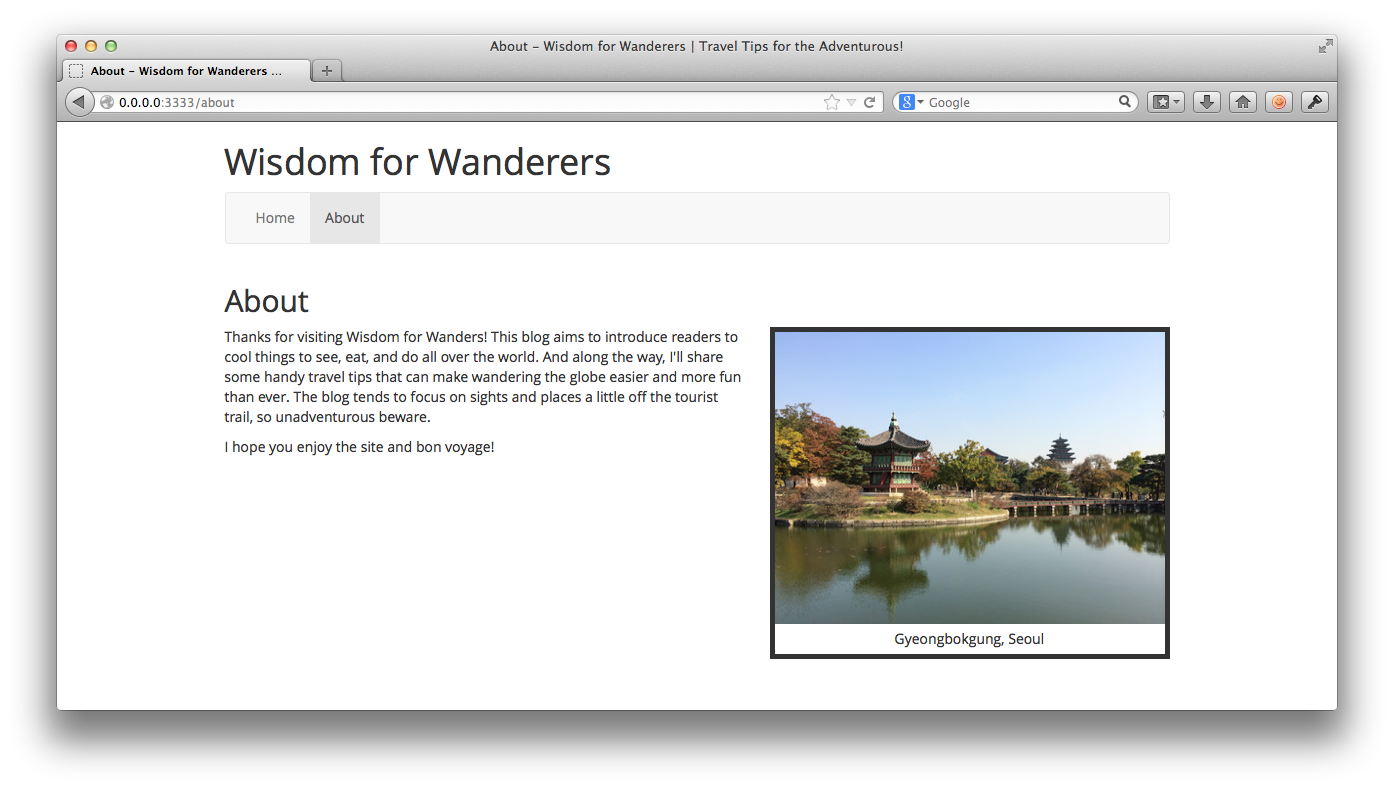 About – Wisdom for Wanderers | Travel Tips for the Adventurous!
About – Wisdom for Wanderers ...
0.0.0.0:3333/about
8 Google
Wisdom for Wanderers
Home About
About
Thanks for visiting Wisdom for Wanders! This blog aims to introduce readers to
cool things to see, eat, and do all over the world. And along the way, I'll share
some handy travel tips that can make wandering the globe easier and more fun
than ever. The blog tends to focus on sights and places a little off the tourist
trail, so unadventurous beware.
I hope you enjoy the site and bon voyage!
Gyeongbokgung, Seoul